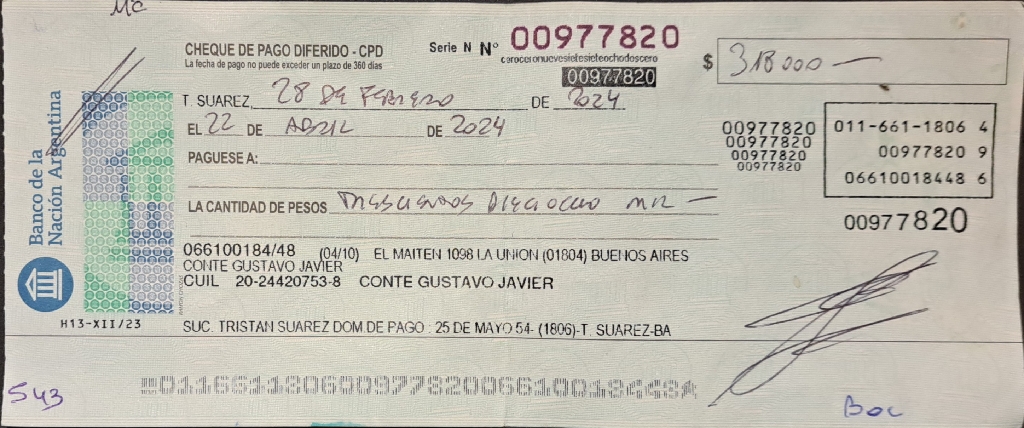 MC
CHEQUE DE PAGO DIFERIDO - CPD
La fecha de pago no puede exceder un plazo de 360 días
Serie N N° 00977820
ceroceronuevesietesieteochodoscero
00977820
$ 318000 —
T. SUAREZ, 28 DE FEBRERO DE 2024
EL 22 DE ABRIL DE 2024
PAGUESE A:
LA CANTIDAD DE PESOS TRESCIENTOS DIECIOCHO MIL —
00977820
00977820
00977820
00977820
011-661-1806 4
00977820 9
06610018448 6
00977820
Banco de la
Nación Argentina
066100184/48 (04/10) EL MAITEN 1098 LA UNION (01804) BUENOS AIRES
CONTE GUSTAVO JAVIER
CUIL 20-24420753-8 CONTE GUSTAVO JAVIER
H13-XII/23
SUC. TRISTAN SUAREZ DOM.DE PAGO : 25 DE MAYO 54- (1806)-T. SUAREZ-BA
543
Boc